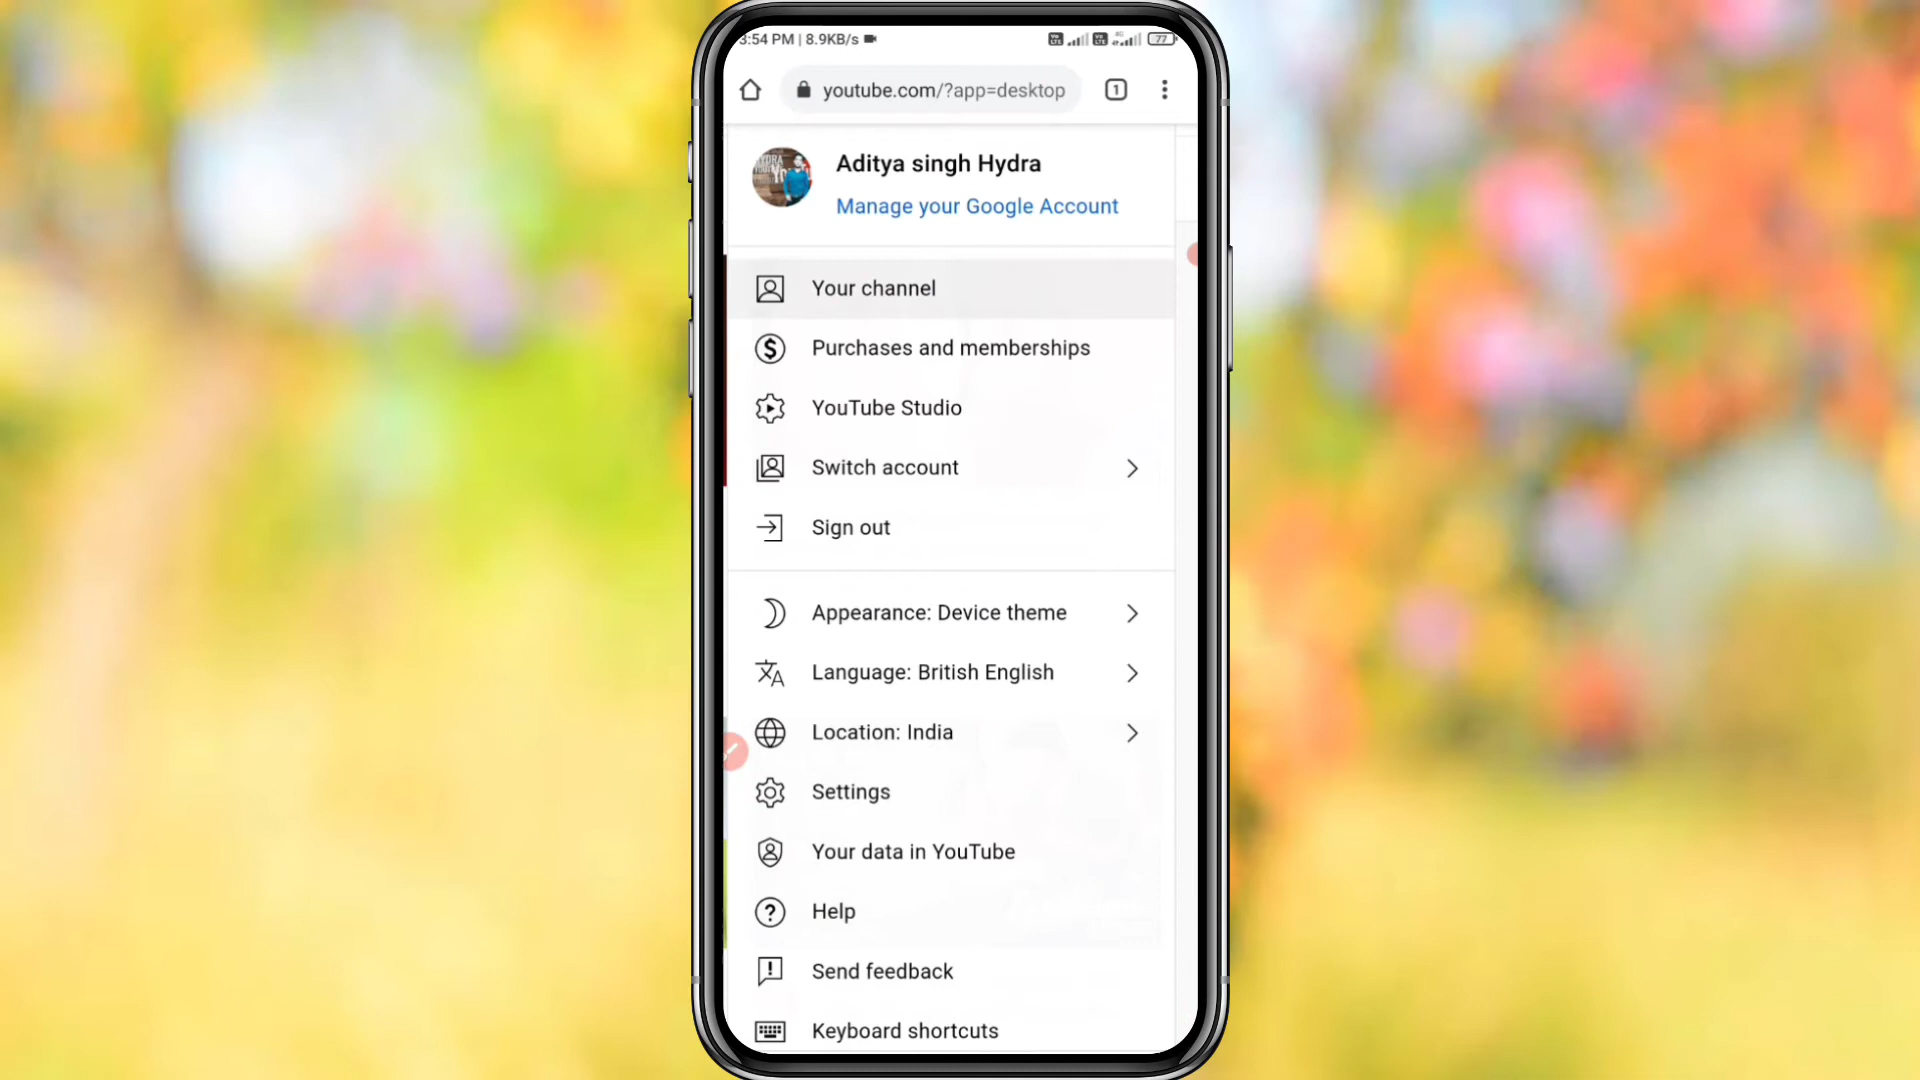 3:54 PM | 8.9KB/s
77
youtube.com/?app=desktop
1
Aditya singh Hydra
Manage your Google Account
Your channel
Purchases and memberships
YouTube Studio
Switch account
Sign out
Appearance: Device theme
Language: British English
Location: India
Settings
Your data in YouTube
Help
Send feedback
Keyboard shortcuts